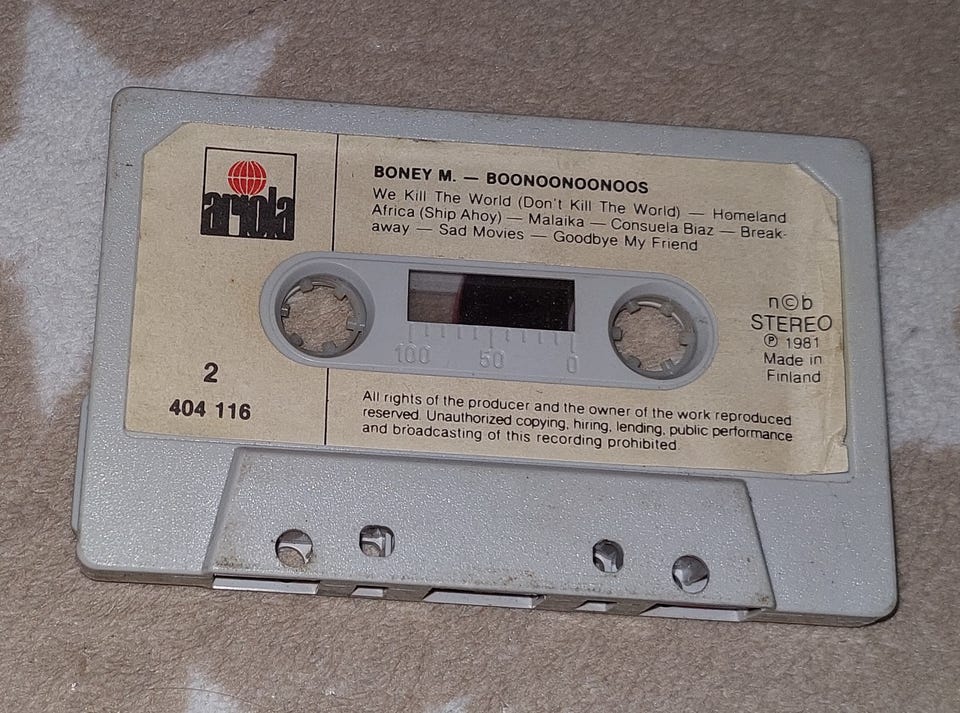 ariola
BONEY M. — BOONOONOONOOS
We Kill The World (Don't Kill The World) — Homeland
Africa (Ship Ahoy) — Malaika — Consuela Biaz — Break-
away — Sad Movies — Goodbye My Friend
100 50 0
n©b
STEREO
℗ 1981
Made in
Finland
2
404 116
All rights of the producer and the owner of the work reproduced
reserved. Unauthorized copying, hiring, lending, public performance
and broadcasting of this recording prohibited.